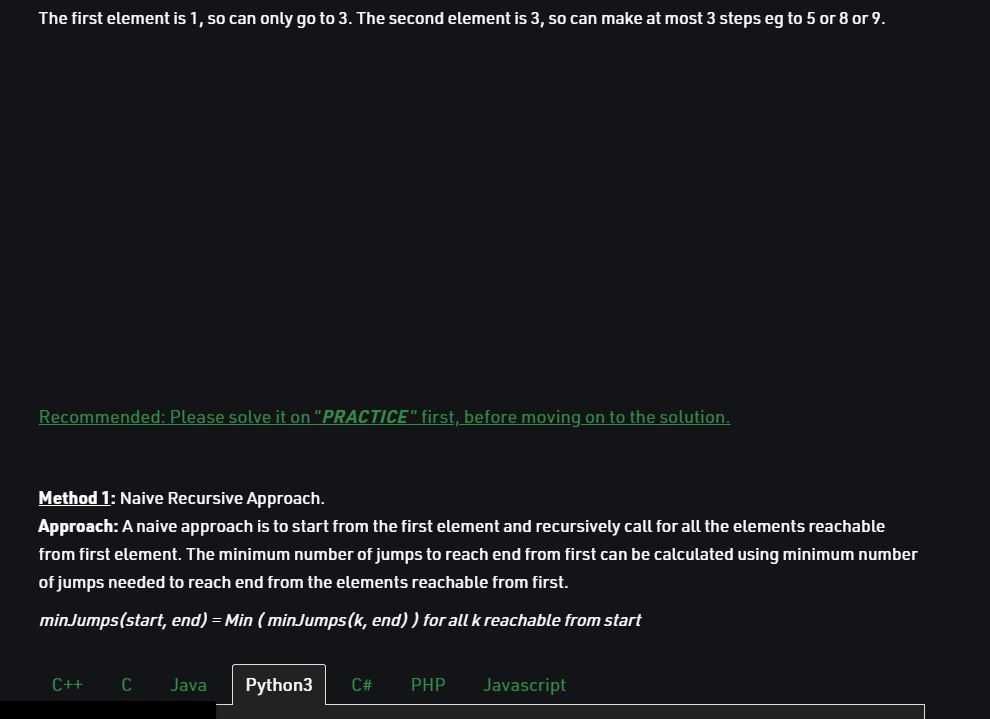 The first element is 1, so can only go to 3. The second element is 3, so can make at most 3 steps eg to 5 or 8 or 9.
Recommended: Please solve it on “PRACTICE” first, before moving on to the solution.
Method 1: Naive Recursive Approach.
Approach: A naive approach is to start from the first element and recursively call for all the elements reachable
from first element. The minimum number of jumps to reach end from first can be calculated using minimum number
of jumps needed to reach end from the elements reachable from first.
minJumps(start, end) = Min ( minJumps(k, end) ) for all k reachable from start
C++ C Java Python3 C# PHP Javascript